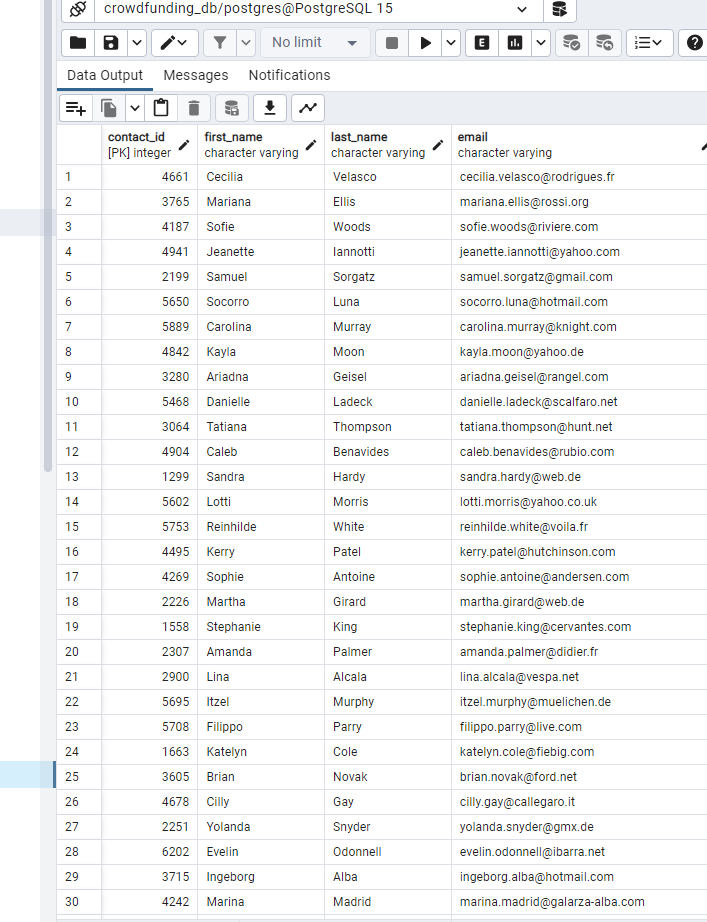 crowdfunding_db/postgres@PostgreSQL 15
No limit E ?
Data Output Messages Notifications
contact_id first_name last_name email
[PK] integer character varying character varying character varying
1 4661 Cecilia Velasco cecilia.velasco@rodrigues.fr
2 3765 Mariana Ellis mariana.ellis@rossi.org
3 4187 Sofie Woods sofie.woods@riviere.com
4 4941 Jeanette Iannotti jeanette.iannotti@yahoo.com
5 2199 Samuel Sorgatz samuel.sorgatz@gmail.com
6 5650 Socorro Luna socorro.luna@hotmail.com
7 5889 Carolina Murray carolina.murray@knight.com
8 4842 Kayla Moon kayla.moon@yahoo.de
9 3280 Ariadna Geisel ariadna.geisel@rangel.com
10 5468 Danielle Ladeck danielle.ladeck@scalfaro.net
11 3064 Tatiana Thompson tatiana.thompson@hunt.net
12 4904 Caleb Benavides caleb.benavides@rubio.com
13 1299 Sandra Hardy sandra.hardy@web.de
14 5602 Lotti Morris lotti.morris@yahoo.co.uk
15 5753 Reinhilde White reinhilde.white@voila.fr
16 4495 Kerry Patel kerry.patel@hutchinson.com
17 4269 Sophie Antoine sophie.antoine@andersen.com
18 2226 Martha Girard martha.girard@web.de
19 1558 Stephanie King stephanie.king@cervantes.com
20 2307 Amanda Palmer amanda.palmer@didier.fr
21 2900 Lina Alcala lina.alcala@vespa.net
22 5695 Itzel Murphy itzel.murphy@muelichen.de
23 5708 Filippo Parry filippo.parry@live.com
24 1663 Katelyn Cole katelyn.cole@fiebig.com
25 3605 Brian Novak brian.novak@ford.net
26 4678 Cilly Gay cilly.gay@callegaro.it
27 2251 Yolanda Snyder yolanda.snyder@gmx.de
28 6202 Evelin Odonnell evelin.odonnell@ibarra.net
29 3715 Ingeborg Alba ingeborg.alba@hotmail.com
30 4242 Marina Madrid marina.madrid@galarza-alba.com